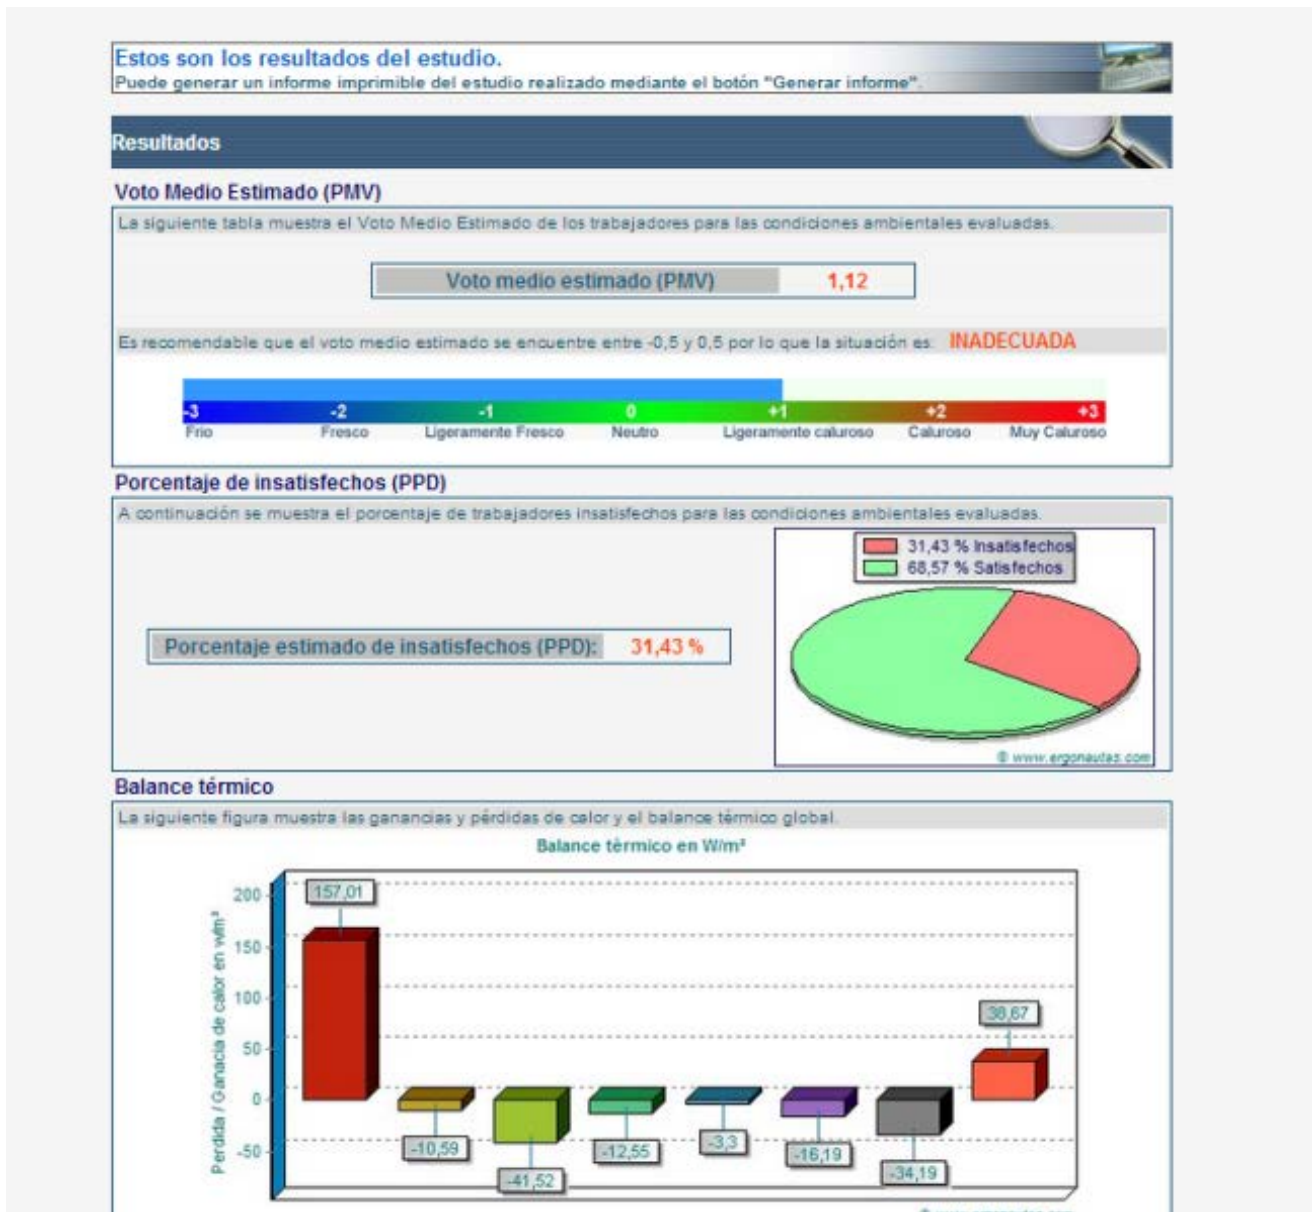 Estos son los resultados del estudio.
Puede generar un informe imprimible del estudio realizado mediante el botón "Generar informe".
Resultados
Voto Medio Estimado (PMV)
La siguiente tabla muestra el Voto Medio Estimado de los trabajadores para las condiciones ambientales evaluadas.
Voto medio estimado (PMV) 1,12
Es recomendable que el voto medio estimado se encuentre entre -0,5 y 0,5 por lo que la situación es: INADECUADA
-3 -2 -1 0 +1 +2 +3
Frio Fresco Ligeramente Fresco Neutro Ligeramente caluroso Caluroso Muy Caluroso
Porcentaje de insatisfechos (PPD)
A continuación se muestra el porcentaje de trabajadores insatisfechos para las condiciones ambientales evaluadas.
31,43 % Insatisfechos
68,57 % Satisfechos
Porcentaje estimado de insatisfechos (PPD): 31,43 %
© www.ergonautas.com
Balance térmico
La siguiente figura muestra las ganancias y pérdidas de calor y el balance térmico global.
Balance tèrmico en W/m²
Perdida / Ganacia de calor en w/m²
200
150
100
50
0
-50
157,01
-10,59
-41,52
-12,55
-3,3
-16,19
-34,19
38,67